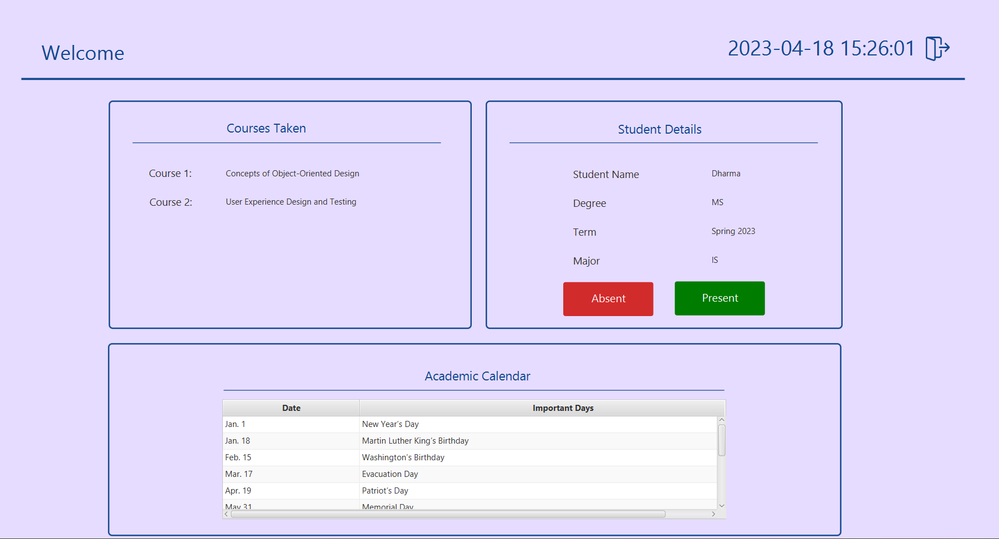 Welcome
2023-04-18 15:26:01
Courses Taken
Course 1: Concepts of Object-Oriented Design
Course 2: User Experience Design and Testing
Student Details
Student Name Dharma
Degree MS
Term Spring 2023
Major IS
Absent Present
Academic Calendar
Date Important Days
Jan. 1 New Year’s Day
Jan. 18 Martin Luther King’s Birthday
Feb. 15 Washington’s Birthday
Mar. 17 Evacuation Day
Apr. 19 Patriot’s Day
May 31 Memorial Day